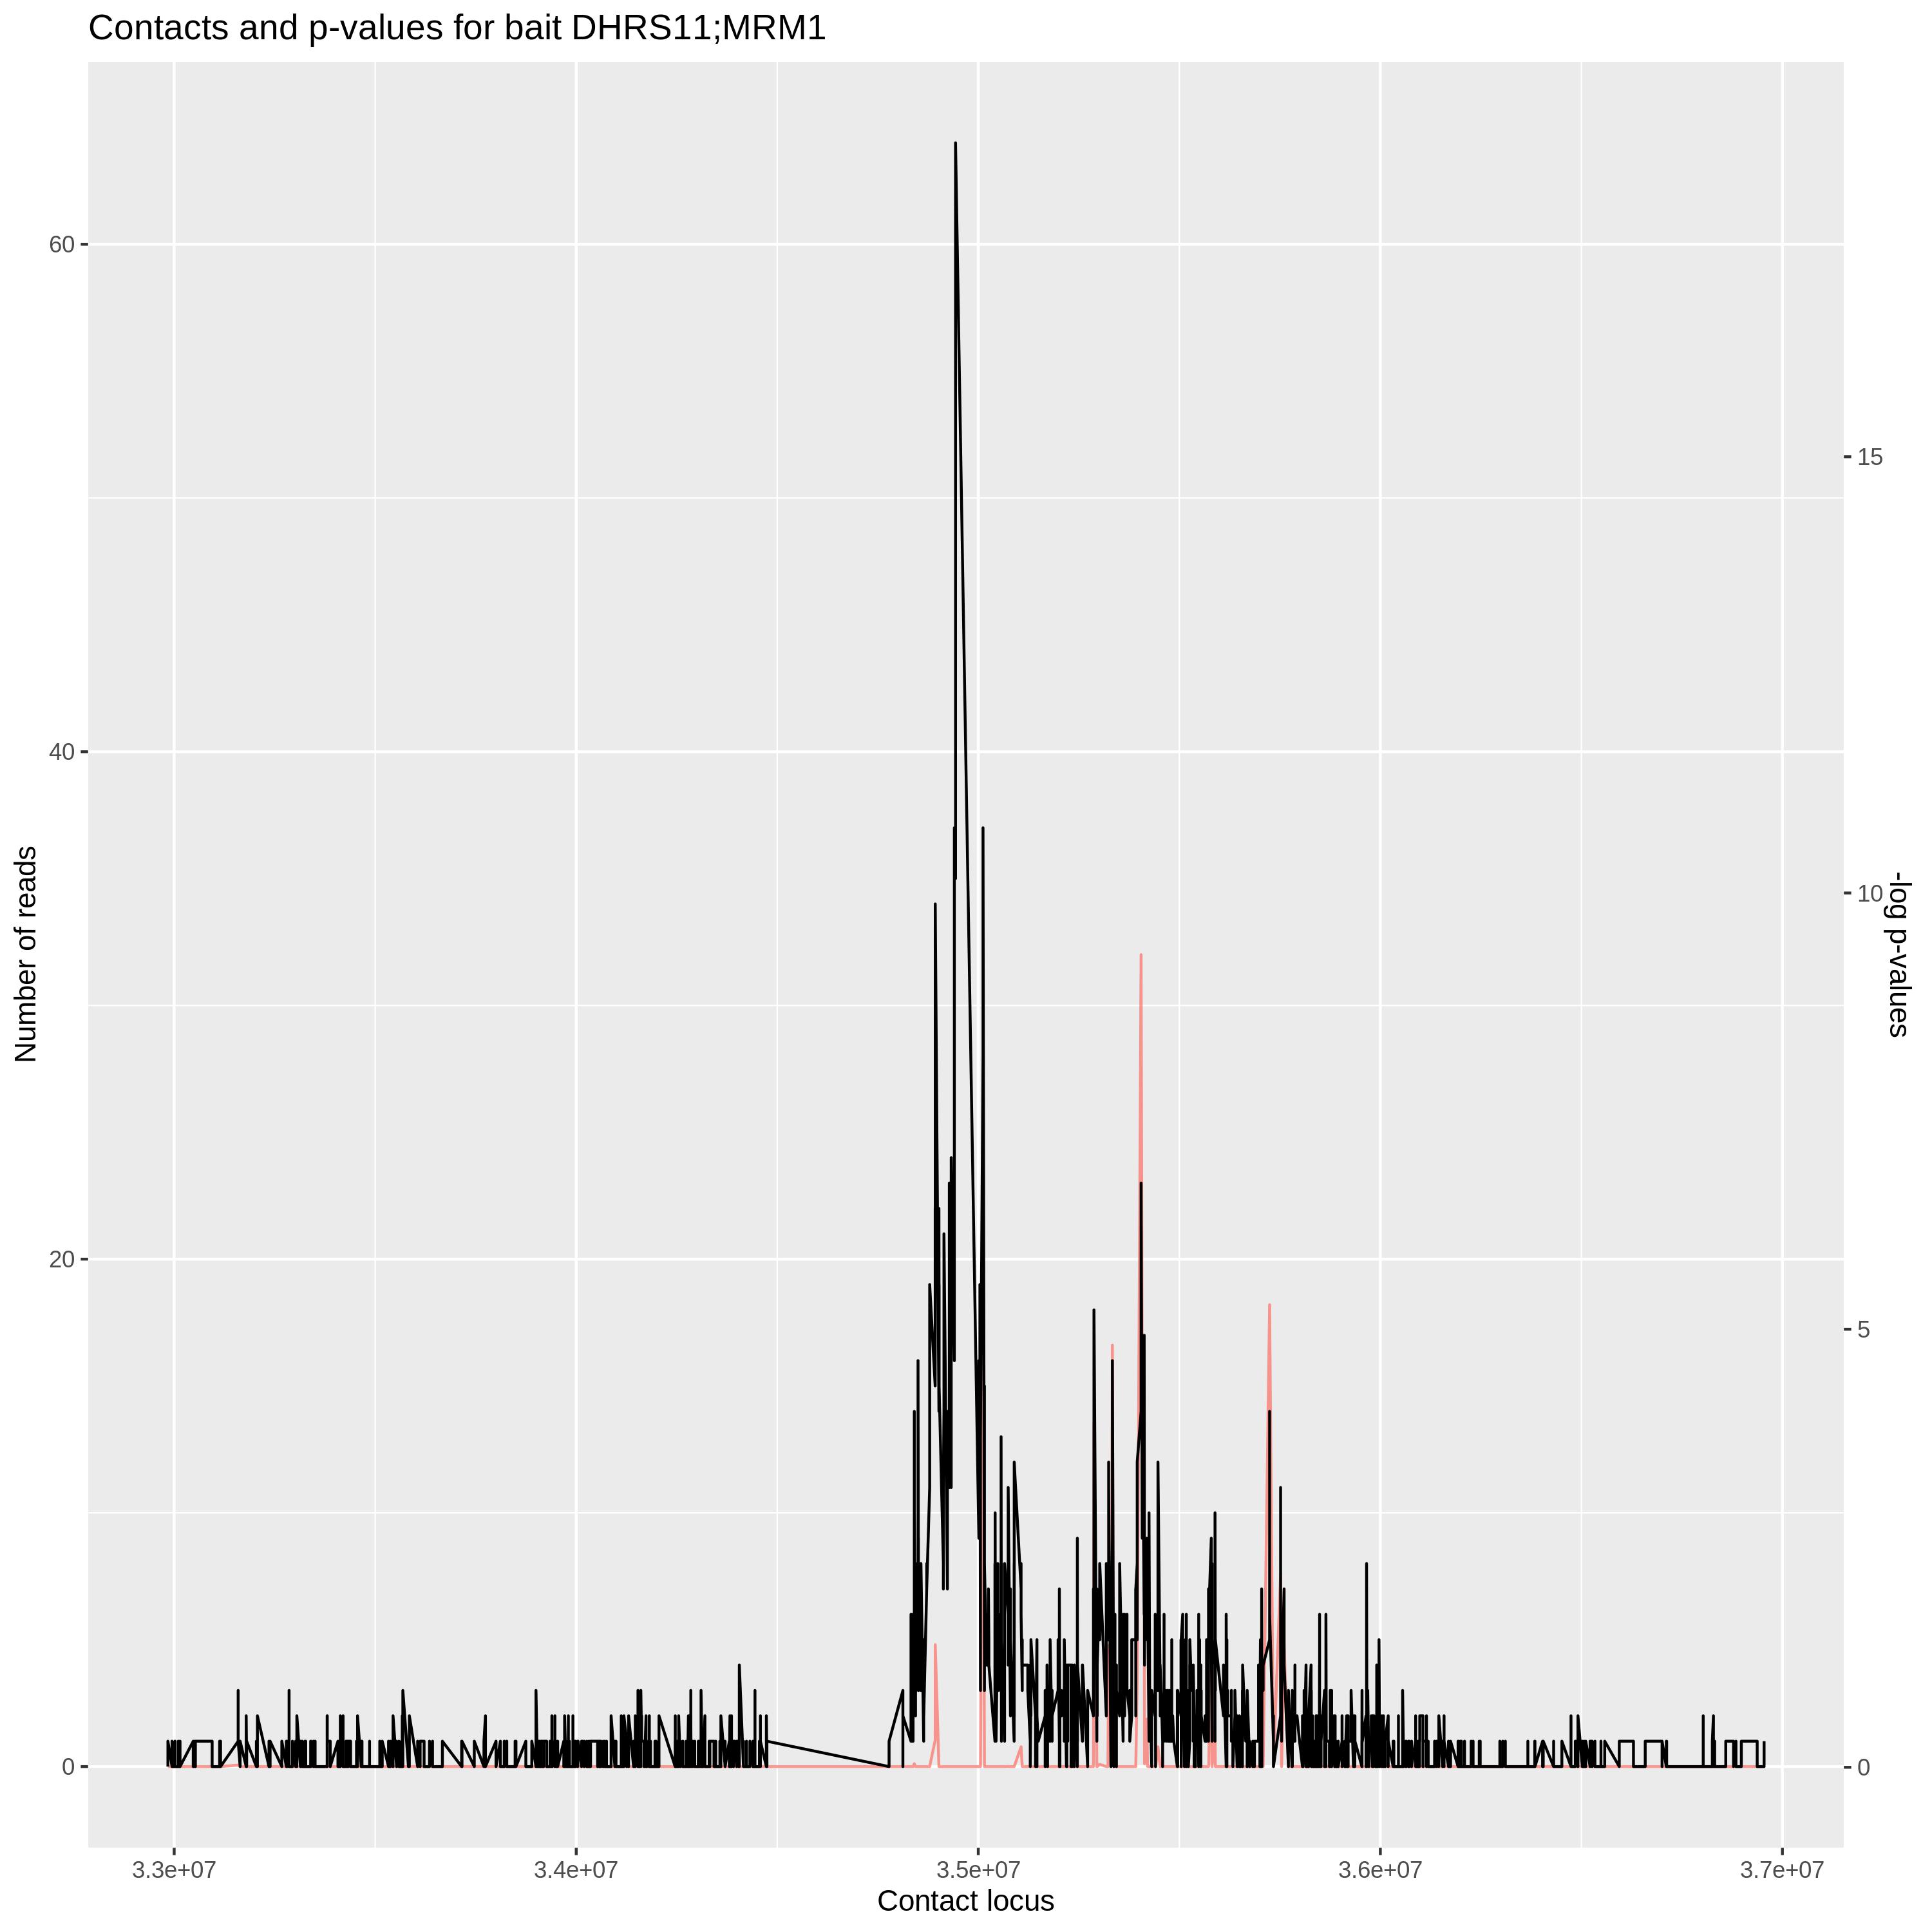 Contacts and p-values for bait DHRS11;MRM1
Number of reads
60
40
20
0
15
10
5
0
-log p-values
3.3e+07
3.4e+07
3.5e+07
3.6e+07
3.7e+07
Contact locus